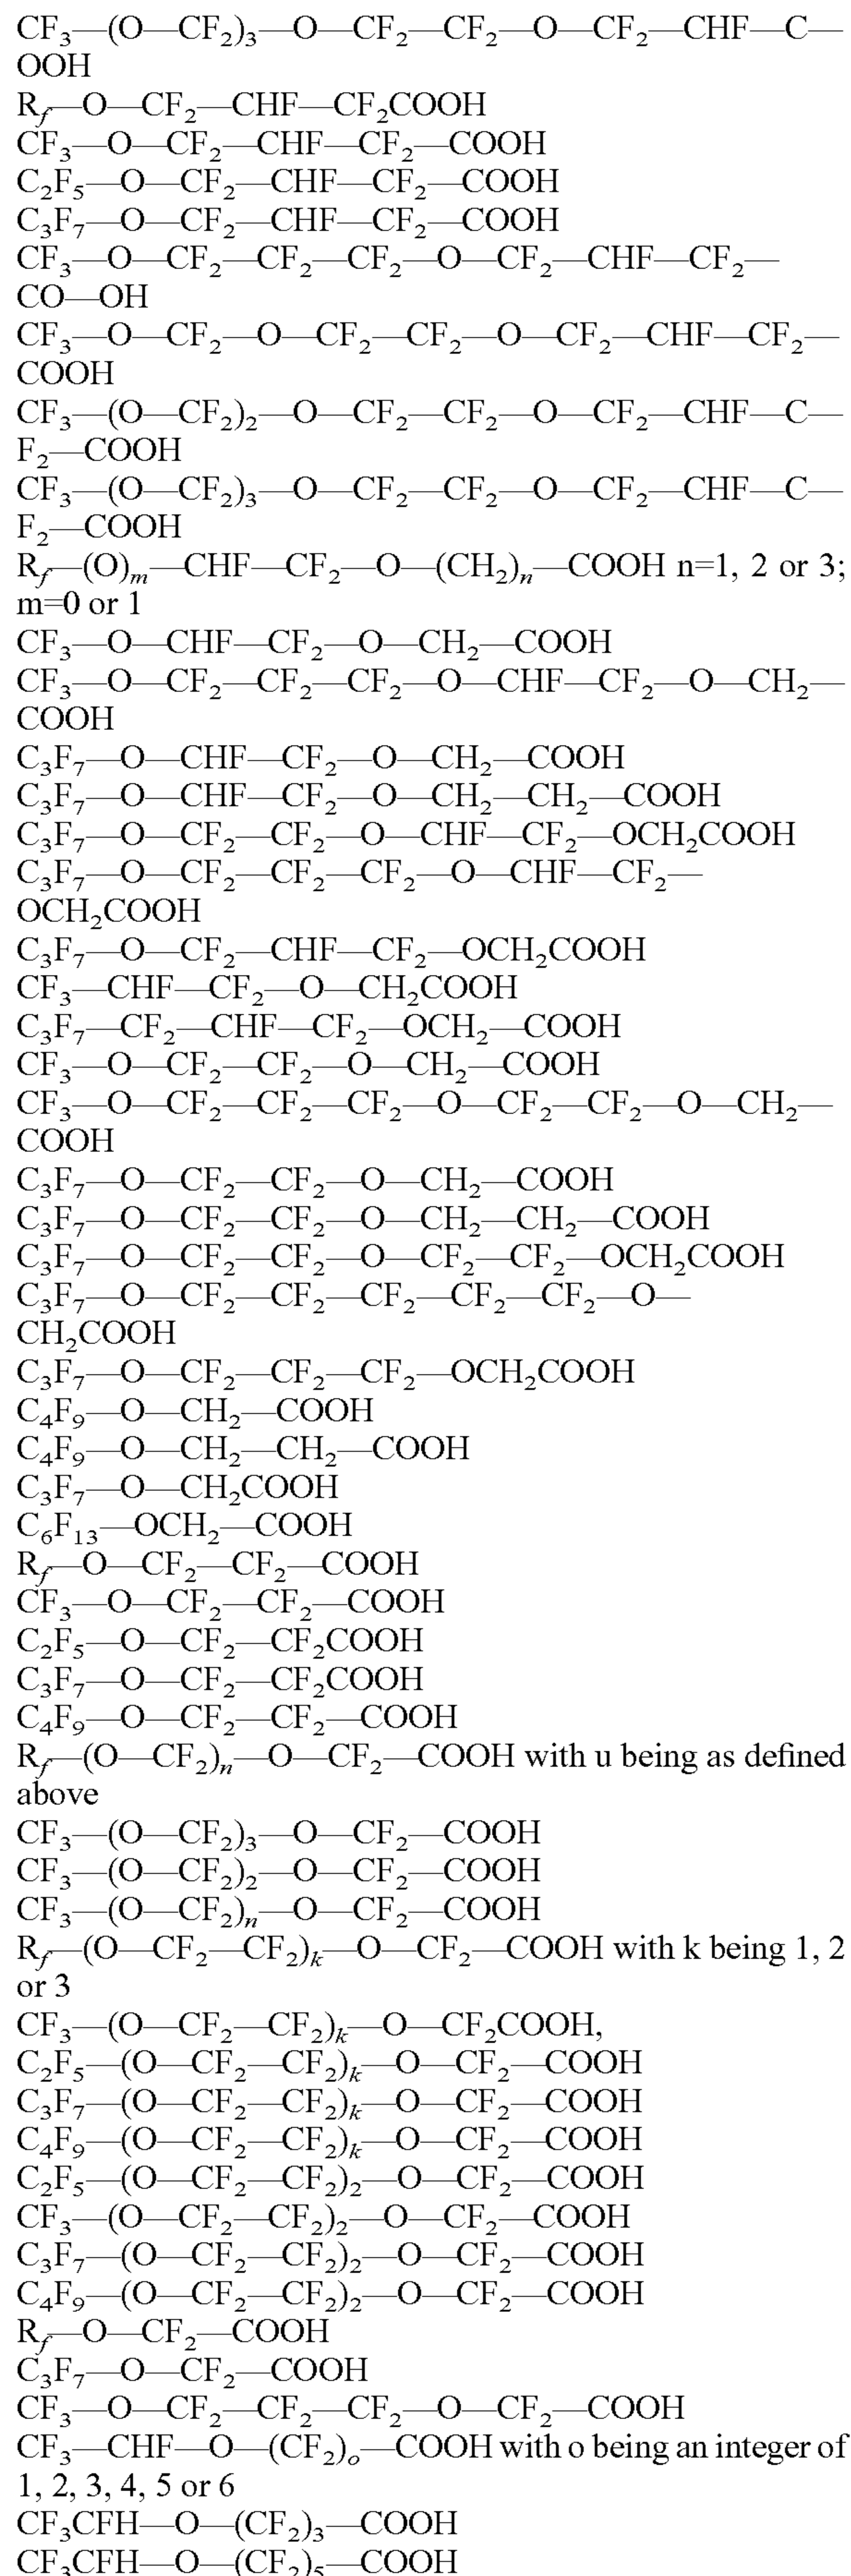 CF₃—(O—CF₂)₃—O—CF₂—CF₂—O—CF₂—CHF—C—
OOH
R_f—O—CF₂—CHF—CF₂COOH
CF₃—O—CF₂—CHF—CF₂—COOH
C₂F₅—O—CF₂—CHF—CF₂—COOH
C₃F₇—O—CF₂—CHF—CF₂—COOH
CF₃—O—CF₂—CF₂—CF₂—O—CF₂—CHF—CF₂—
CO—OH
CF₃—O—CF₂—O—CF₂—CF₂—O—CF₂—CHF—CF₂—
COOH
CF₃—(O—CF₂)₂—O—CF₂—CF₂—O—CF₂—CHF—C—
F₂—COOH
CF₃—(O—CF₂)₃—O—CF₂—CF₂—O—CF₂—CHF—C—
F₂—COOH
R_f—(O)ₘ—CHF—CF₂—O—(CH₂)ₙ—COOH n=1, 2 or 3;
m=0 or 1
CF₃—O—CHF—CF₂—O—CH₂—COOH
CF₃—O—CF₂—CF₂—CF₂—O—CHF—CF₂—O—CH₂—
COOH
C₃F₇—O—CHF—CF₂—O—CH₂—COOH
C₃F₇—O—CHF—CF₂—O—CH₂—CH₂—COOH
C₃F₇—O—CF₂—CF₂—O—CHF—CF₂—OCH₂COOH
C₃F₇—O—CF₂—CF₂—CF₂—O—CHF—CF₂—
OCH₂COOH
C₃F₇—O—CF₂—CHF—CF₂—OCH₂COOH
CF₃—CHF—CF₂—O—CH₂COOH
C₃F₇—CF₂—CHF—CF₂—OCH₂—COOH
CF₃—O—CF₂—CF₂—O—CH₂—COOH
CF₃—O—CF₂—CF₂—CF₂—O—CF₂—CF₂—O—CH₂—
COOH
C₃F₇—O—CF₂—CF₂—O—CH₂—COOH
C₃F₇—O—CF₂—CF₂—O—CH₂—CH₂—COOH
C₃F₇—O—CF₂—CF₂—O—CF₂—CF₂—OCH₂COOH
C₃F₇—O—CF₂—CF₂—CF₂—CF₂—CF₂—O—
CH₂COOH
C₃F₇—O—CF₂—CF₂—CF₂—OCH₂COOH
C₄F₉—O—CH₂—COOH
C₄F₉—O—CH₂—CH₂—COOH
C₃F₇—O—CH₂COOH
C₆F₁₃—OCH₂—COOH
R_f—O—CF₂—CF₂—COOH
CF₃—O—CF₂—CF₂—COOH
C₂F₅—O—CF₂—CF₂COOH
C₃F₇—O—CF₂—CF₂COOH
C₄F₉—O—CF₂—CF₂—COOH
R_f—(O—CF₂)ₙ—O—CF₂—COOH with u being as defined
above
CF₃—(O—CF₂)₃—O—CF₂—COOH
CF₃—(O—CF₂)₂—O—CF₂—COOH
CF₃—(O—CF₂)ₙ—O—CF₂—COOH
R_f—(O—CF₂—CF₂)ₖ—O—CF₂—COOH with k being 1, 2
or 3
CF₃—(O—CF₂—CF₂)ₖ—O—CF₂COOH,
C₂F₅—(O—CF₂—CF₂)ₖ—O—CF₂—COOH
C₃F₇—(O—CF₂—CF₂)ₖ—O—CF₂—COOH
C₄F₉—(O—CF₂—CF₂)ₖ—O—CF₂—COOH
C₂F₅—(O—CF₂—CF₂)₂—O—CF₂—COOH
CF₃—(O—CF₂—CF₂)₂—O—CF₂—COOH
C₃F₇—(O—CF₂—CF₂)₂—O—CF₂—COOH
C₄F₉—(O—CF₂—CF₂)₂—O—CF₂—COOH
R_f—O—CF₂—COOH
C₃F₇—O—CF₂—COOH
CF₃—O—CF₂—CF₂—CF₂—O—CF₂—COOH
CF₃—CHF—O—(CF₂)ₒ—COOH with o being an integer of
1, 2, 3, 4, 5 or 6
CF₃CFH—O—(CF₂)₃—COOH
CF₃CFH—O—(CF₂)₅—COOH